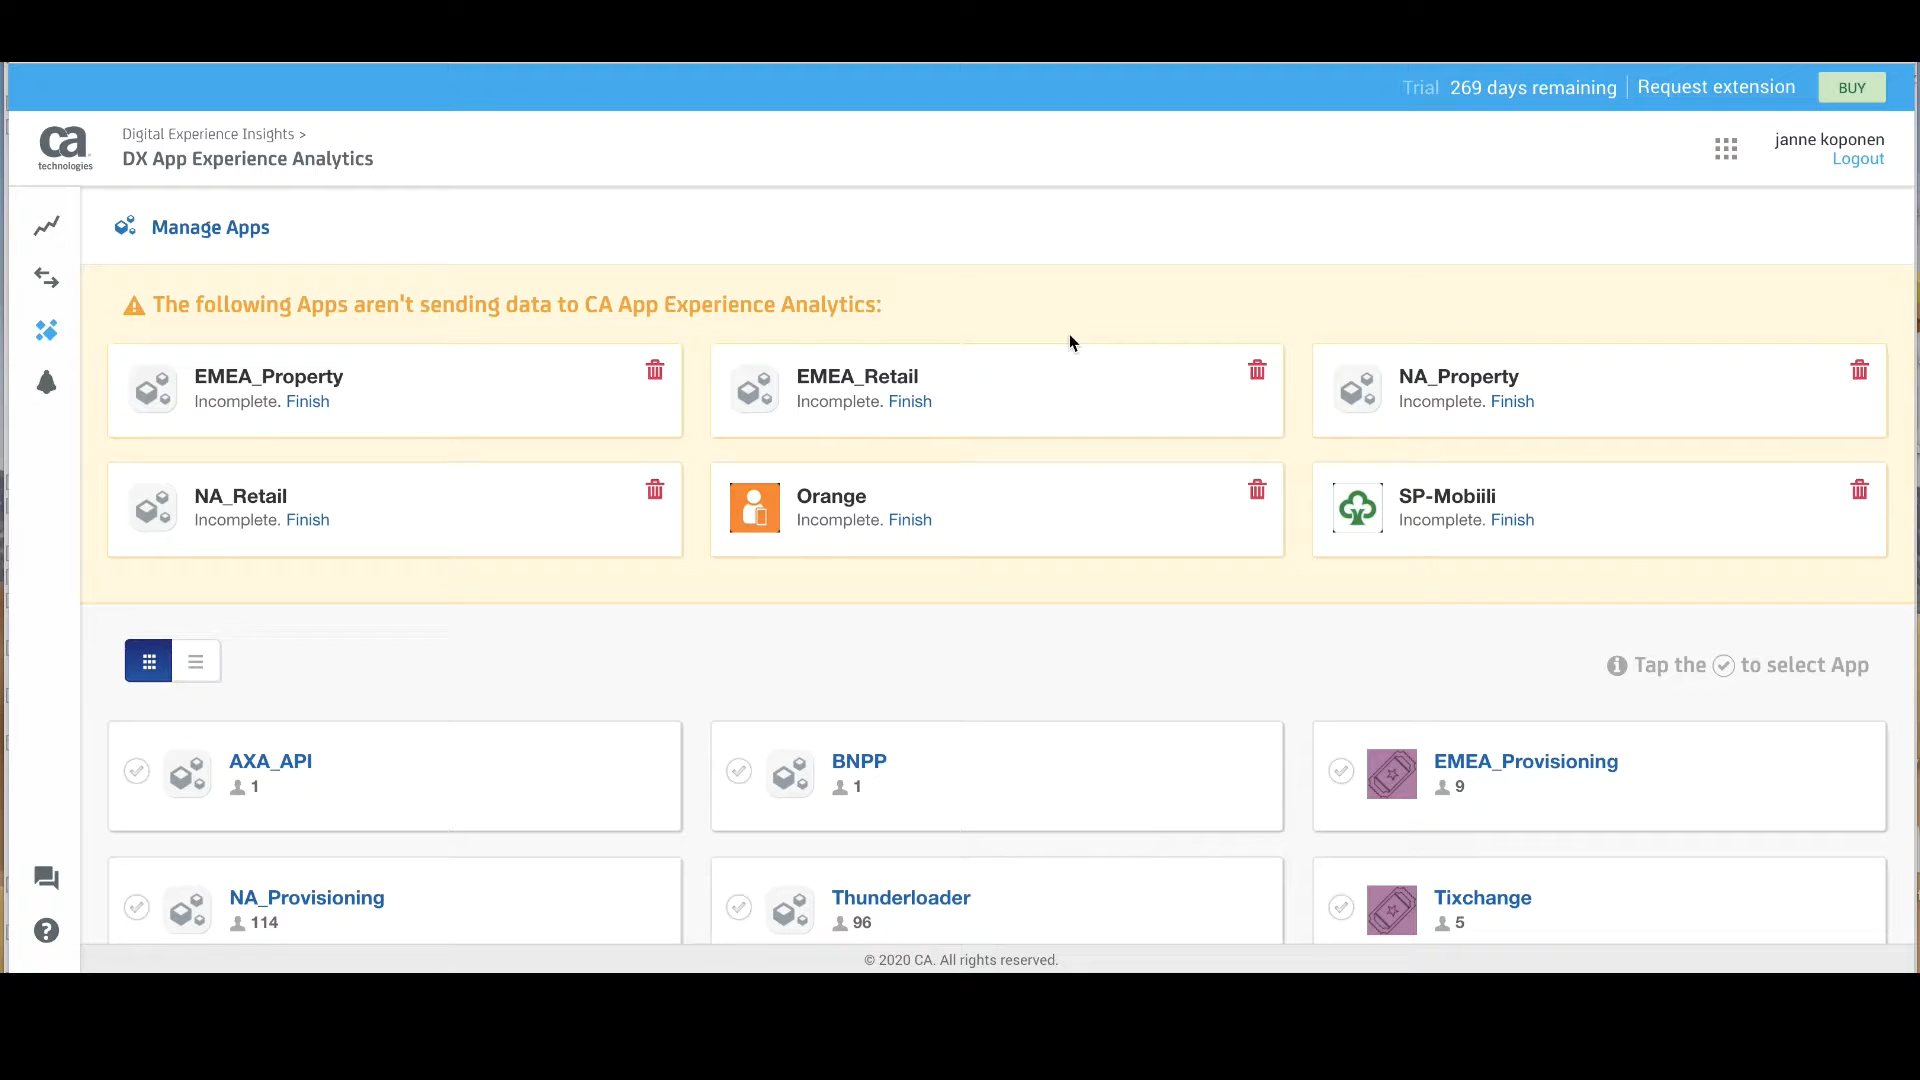 Trial 269 days remaining Request extension BUY
ca technologies
Digital Experience Insights >
DX App Experience Analytics
janne koponen
Logout
Manage Apps
The following Apps aren't sending data to CA App Experience Analytics:
EMEA_Property
Incomplete. Finish
EMEA_Retail
Incomplete. Finish
NA_Property
Incomplete. Finish
NA_Retail
Incomplete. Finish
Orange
Incomplete. Finish
SP-Mobiili
Incomplete. Finish
Tap the to select App
AXA_API
1
BNPP
1
EMEA_Provisioning
9
NA_Provisioning
114
Thunderloader
96
Tixchange
5
© 2020 CA. All rights reserved.